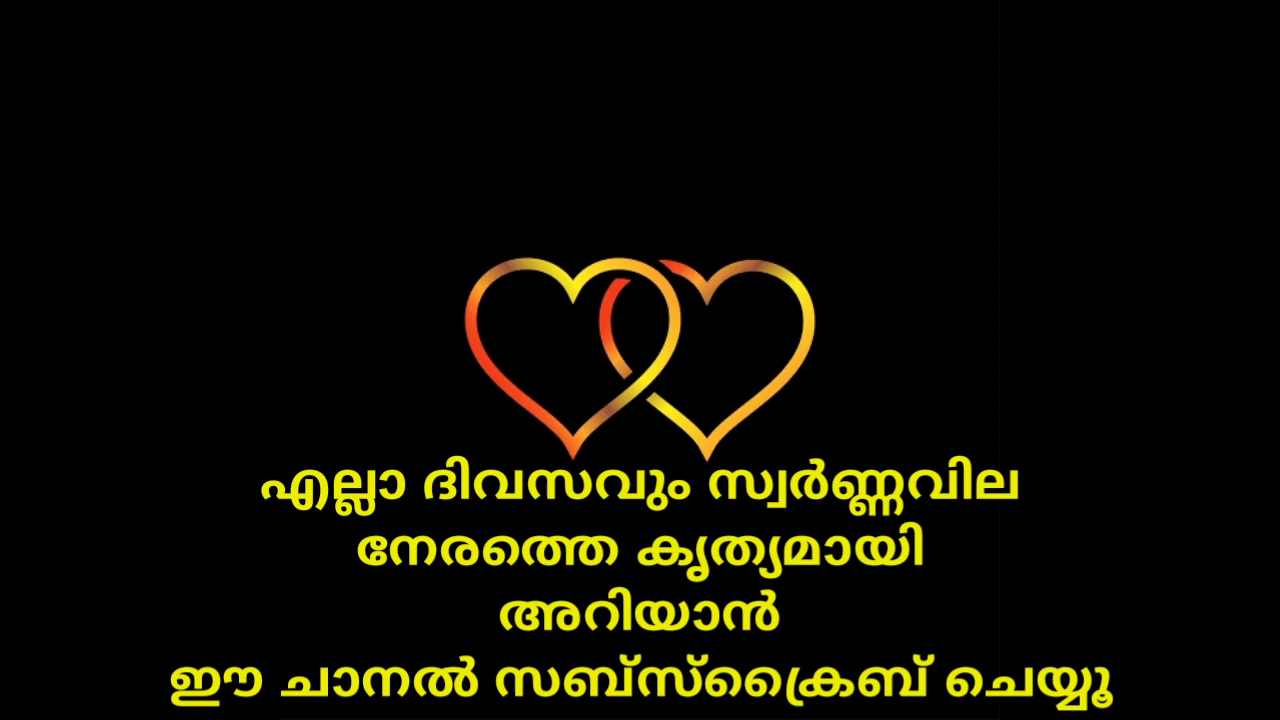 എല്ലാ ദിവസവും സ്വർണ്ണവില
നേരത്തെ കൃത്യമായി
അറിയാൻ
ഈ ചാനൽ സബ്സ്ക്രൈബ് ചെയ്യൂ